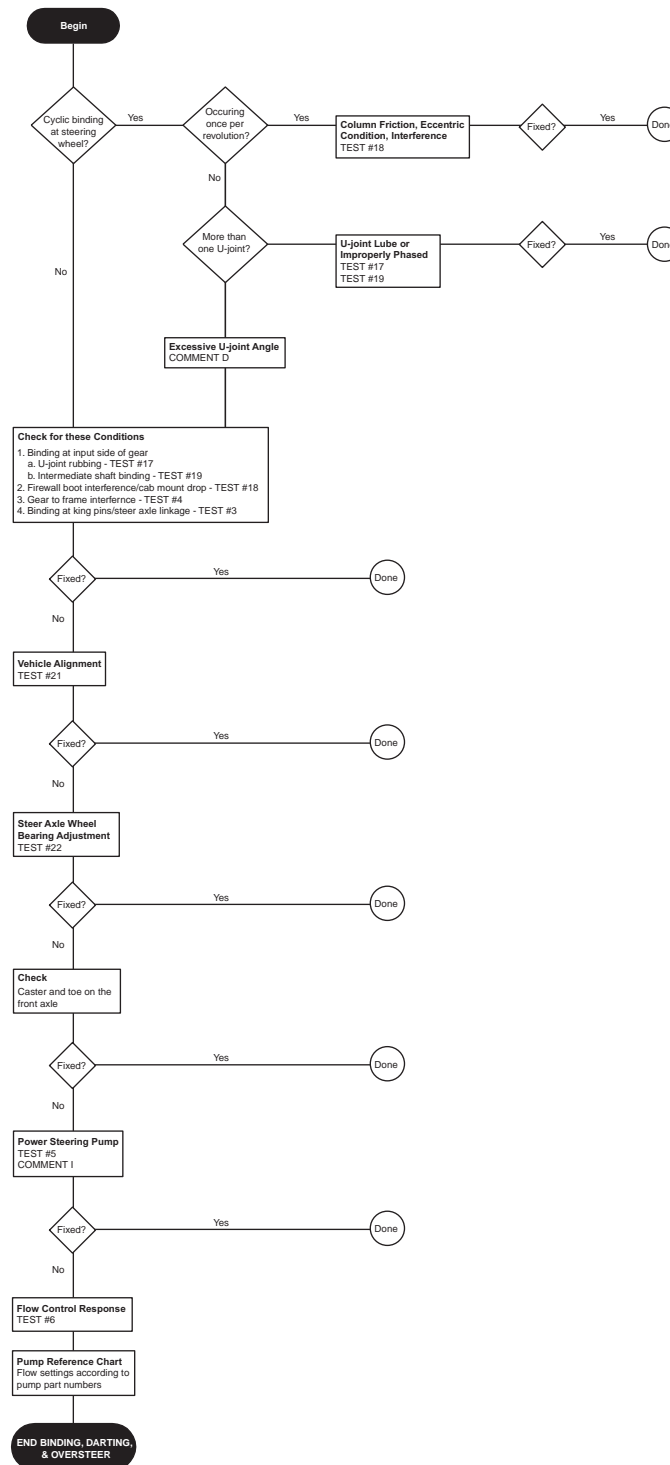 Begin
Cyclic binding
at steering
wheel?
Yes
Occuring
once per
revolution?
Yes
Column Friction, Eccentric
Condition, Interference
TEST #18
Fixed?
Yes
Done
No
More than
one U-joint?
U-joint Lube or
Improperly Phased
TEST #17
TEST #19
Fixed?
Yes
Done
No
Excessive U-joint Angle
COMMENT D
Check for these Conditions
1. Binding at input side of gear
a. U-joint rubbing - TEST #17
b. Intermediate shaft binding - TEST #19
2. Firewall boot interference/cab mount drop - TEST #18
3. Gear to frame interfernce - TEST #4
4. Binding at king pins/steer axle linkage - TEST #3
Fixed?
Yes
Done
No
Vehicle Alignment
TEST #21
Fixed?
Yes
Done
No
Steer Axle Wheel
Bearing Adjustment
TEST #22
Fixed?
Yes
Done
No
Check
Caster and toe on the
front axle
Fixed?
Yes
Done
No
Power Steering Pump
TEST #5
COMMENT I
Fixed?
Yes
Done
No
Flow Control Response
TEST #6
Pump Reference Chart
Flow settings according to
pump part numbers
END BINDING, DARTING,
& OVERSTEER